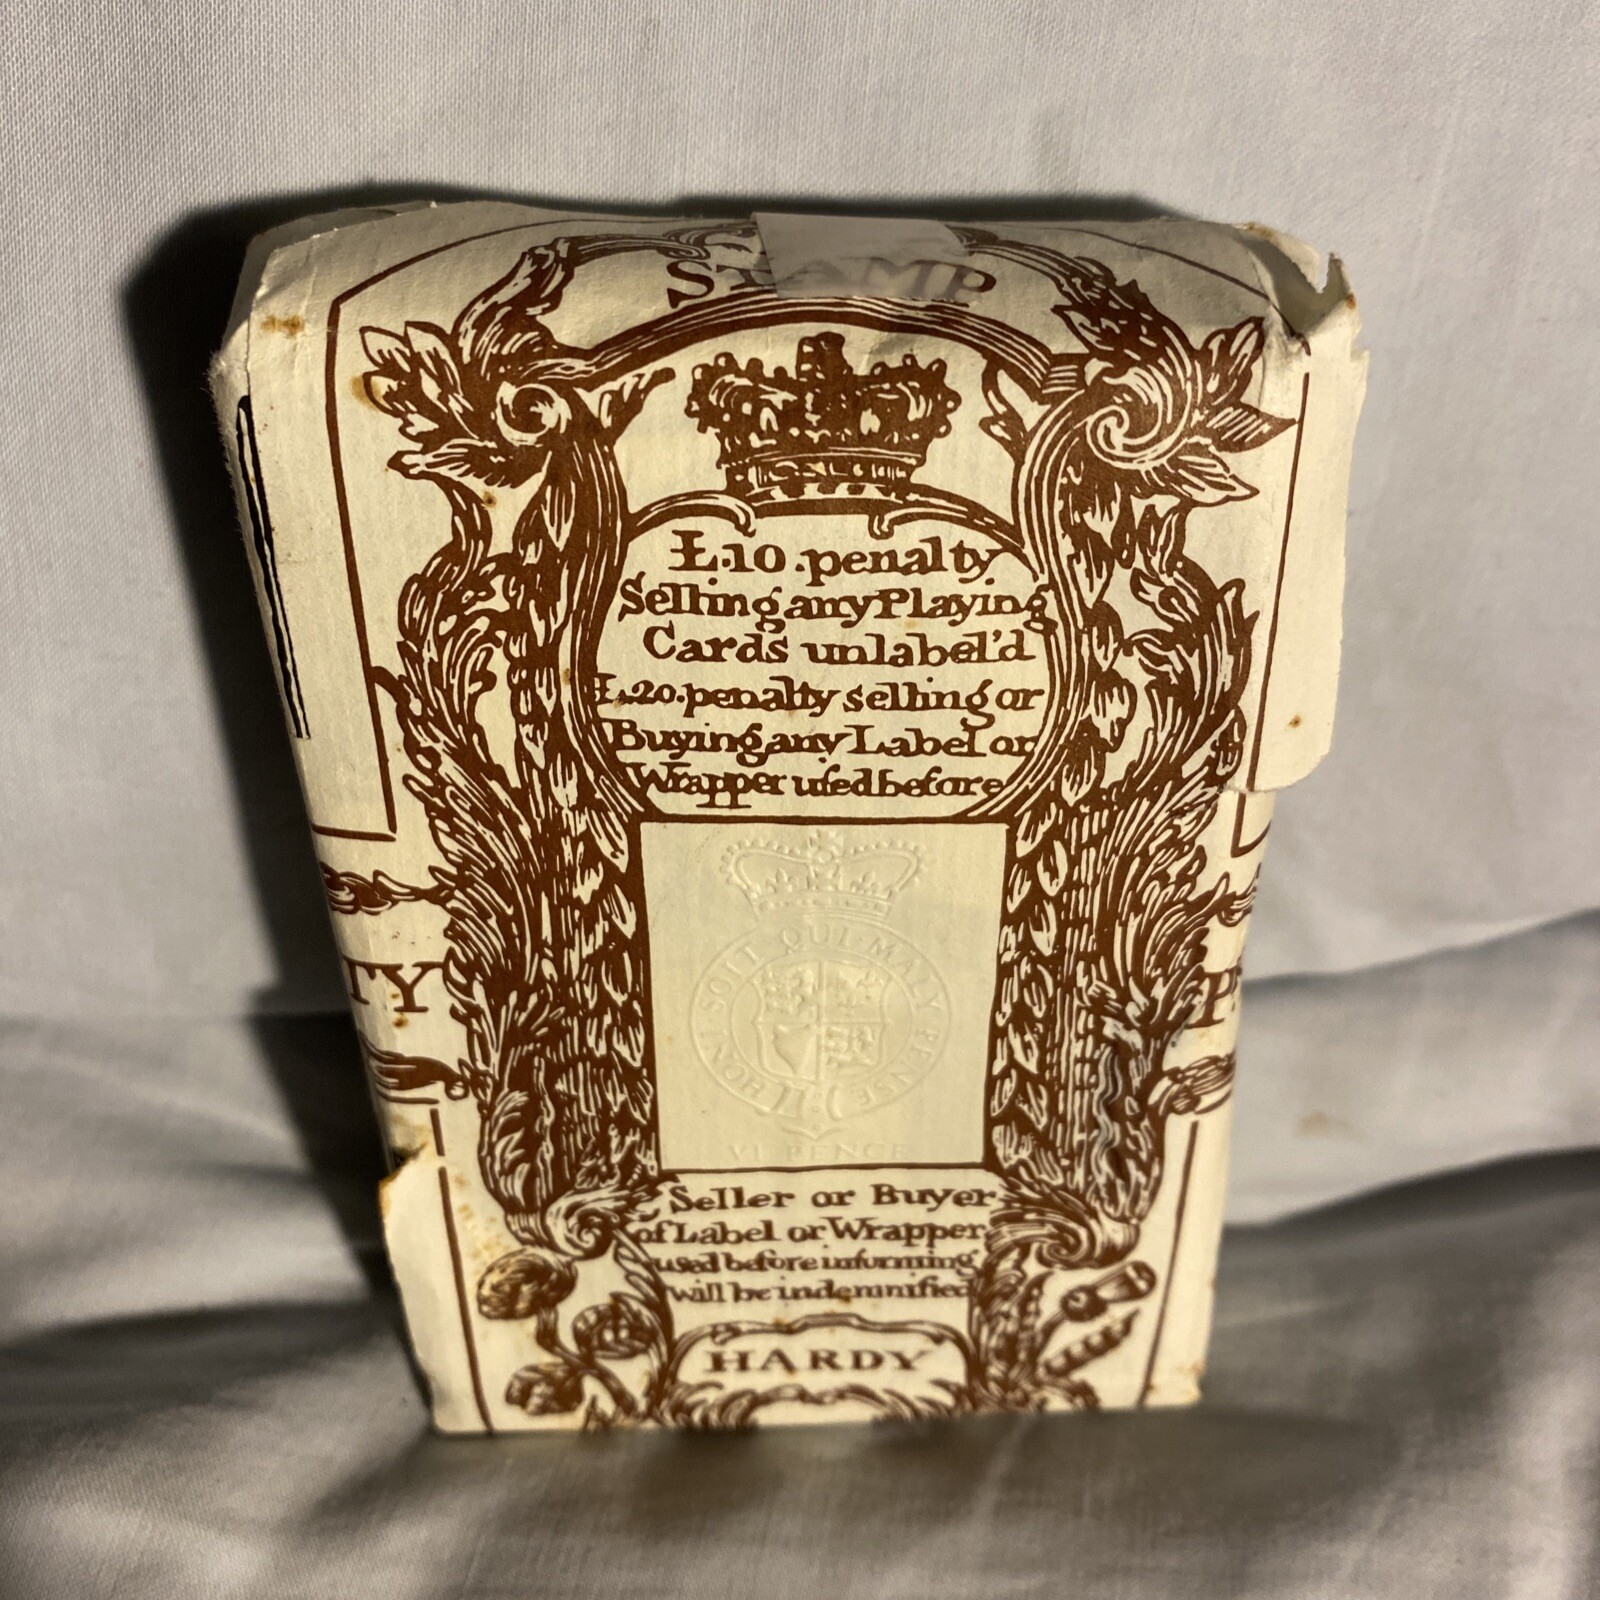 STAMP
£.10.penalty
Selling any Playing
Cards unlabel'd
£.20.penalty selling or
Buying any Label or
Wrapper ufed before
TY
HONI·SOIT·QUI·MAL·Y·PENSE
VI PENCE
Seller or Buyer
of Label or Wrapper
used before informing
will be indemnified
HARDY